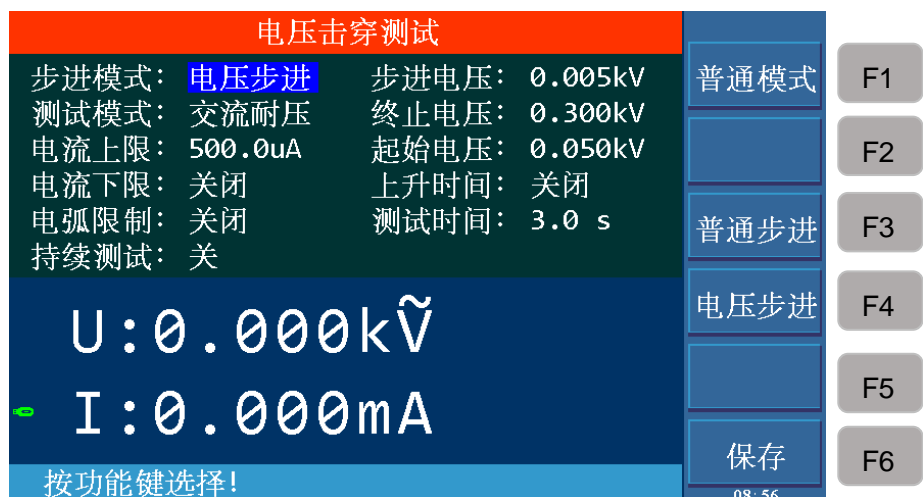 电压击穿测试
步进模式: 电压步进 步进电压: 0.005kV
测试模式: 交流耐压 终止电压: 0.300kV
电流上限: 500.0uA 起始电压: 0.050kV
电流下限: 关闭 上升时间: 关闭
电弧限制: 关闭 测试时间: 3.0 s
持续测试: 关
U:0.000kṼ
I:0.000mA
按功能键选择!
普通模式 F1
F2
普通步进 F3
电压步进 F4
F5
保存 F6
08:56